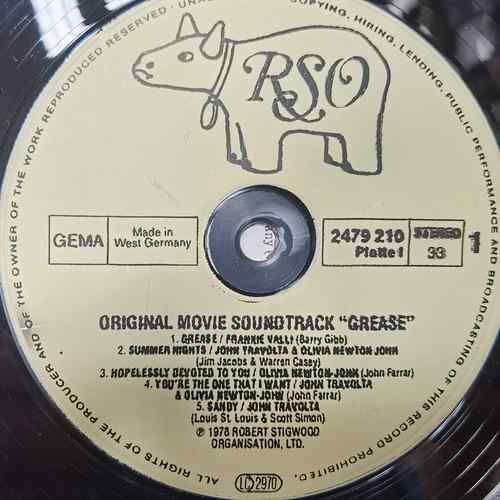 ALL RIGHTS OF THE PRODUCER AND OF THE OWNER OF THE WORK REPRODUCED RESERVED · COPYING, HIRING, LENDING, PUBLIC PERFORMANCE AND BROADCASTING OF THIS RECORD PROHIBITED.
RSO
GEMA
Made in
West Germany
2479 210
Platte I
STEREO
33
1
ORIGINAL MOVIE SOUNDTRACK "GREASE"
1. GREASE / FRANKIE VALLI (Barry Gibb)
2. SUMMER NIGHTS / JOHN TRAVOLTA & OLIVIA NEWTON-JOHN
(Jim Jacobs & Warren Casey)
3. HOPELESSLY DEVOTED TO YOU / OLIVIA NEWTON-JOHN (John Farrar)
4. YOU'RE THE ONE THAT I WANT / JOHN TRAVOLTA
& OLIVIA NEWTON-JOHN (John Farrar)
5. SANDY / JOHN TRAVOLTA
(Louis St. Louis & Scott Simon)
℗ 1978 ROBERT STIGWOOD
ORGANISATION, LTD.
LC 2970